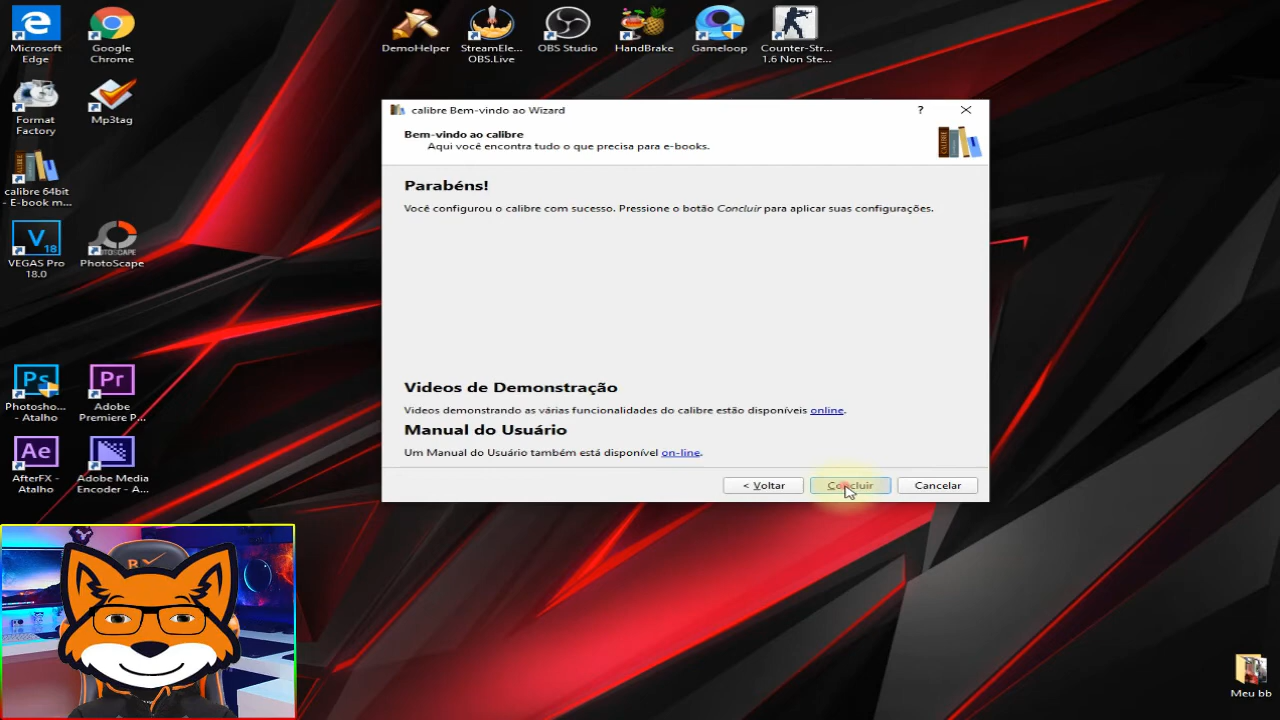 Microsoft
Edge
Google
Chrome
DemoHelper
StreamEle...
OBS.Live
OBS Studio
HandBrake
Gameloop
Counter-Str...
1.6 Non Ste...
Format
Factory
Mp3tag
calibre 64bit
- E-book m...
VEGAS Pro
18.0
PhotoScape
Photosho...
- Atalho
Adobe
Premiere P...
AfterFX -
Atalho
Adobe Media
Encoder - A...
calibre Bem-vindo ao Wizard
?
Bem-vindo ao calibre
Aqui você encontra tudo o que precisa para e-books.
Parabéns!
Você configurou o calibre com sucesso. Pressione o botão Concluir para aplicar suas configurações.
Videos de Demonstração
Videos demonstrando as várias funcionalidades do calibre estão disponíveis online.
Manual do Usuário
Um Manual do Usuário também está disponível on-line.
< Voltar
Concluir
Cancelar
Meu bb